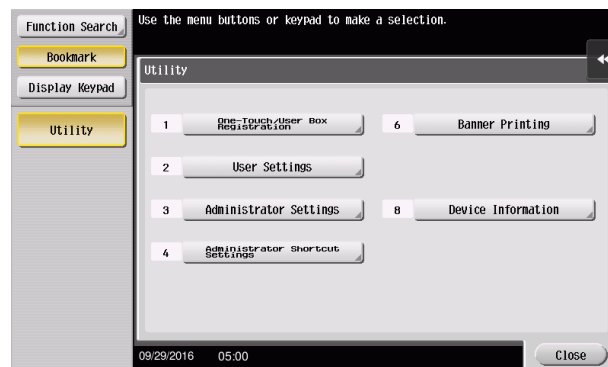 Function Search
Use the menu buttons or keypad to make a selection.
Bookmark
Display Keypad
Utility
Utility
1 One-Touch/User Box
Registration
6 Banner Printing
2 User Settings
3 Administrator Settings
8 Device Information
4 Administrator Shortcut
Settings
09/29/2016 05:00
Close